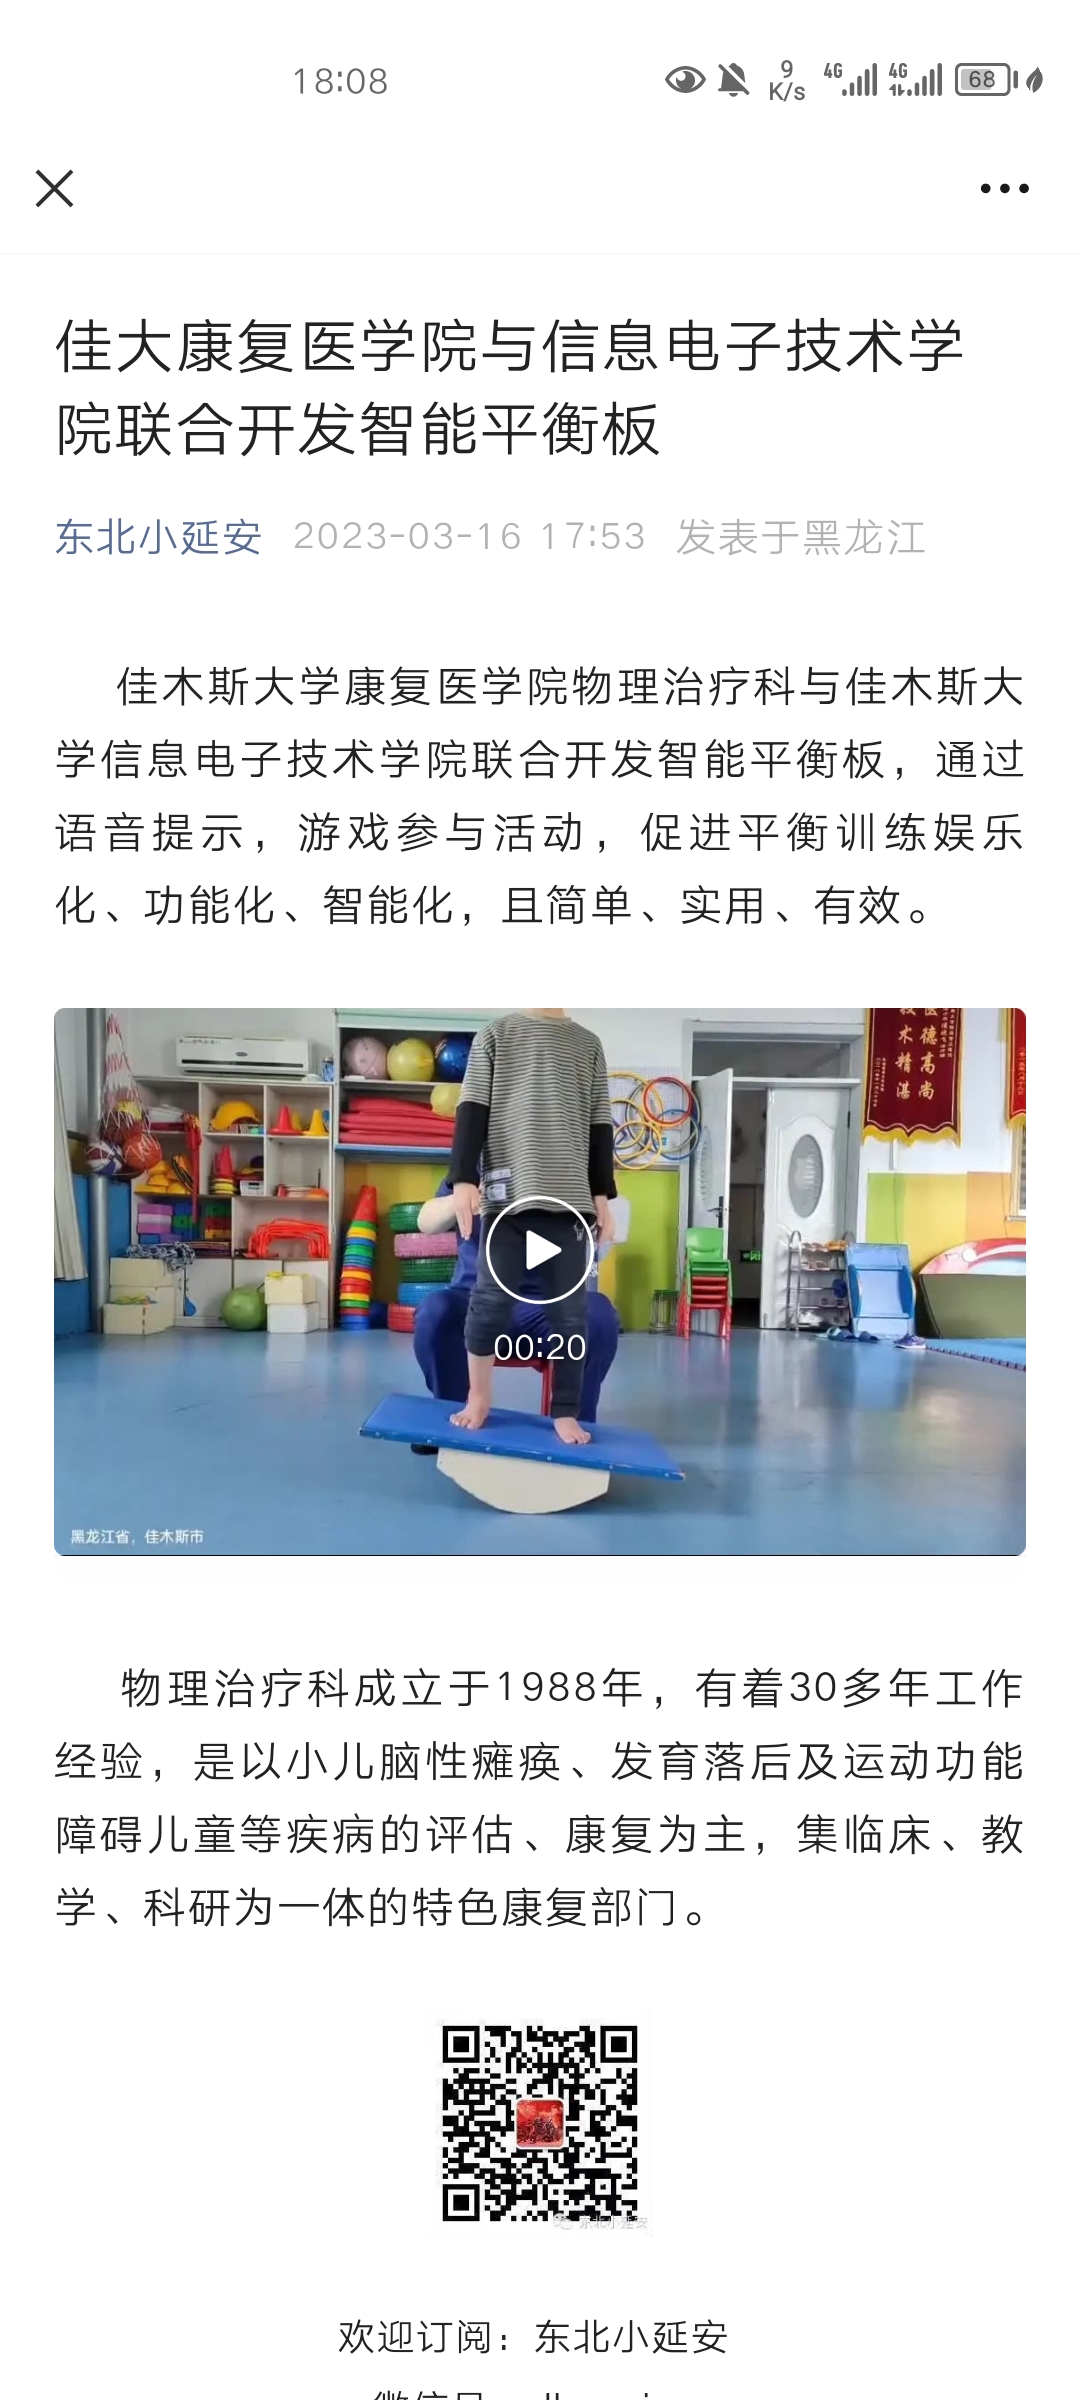 18:08
9
K/s
4G
4G
68
佳大康复医学院与信息电子技术学
院联合开发智能平衡板
东北小延安 2023-03-16 17:53 发表于黑龙江
佳木斯大学康复医学院物理治疗科与佳木斯大
学信息电子技术学院联合开发智能平衡板，通过
语音提示，游戏参与活动，促进平衡训练娱乐
化、功能化、智能化，且简单、实用、有效。
医德高尚
技术精湛
00:20
黑龙江省，佳木斯市
物理治疗科成立于1988年，有着30多年工作
经验，是以小儿脑性瘫痪、发育落后及运动功能
障碍儿童等疾病的评估、康复为主，集临床、教
学、科研为一体的特色康复部门。
东北小延安
欢迎订阅：东北小延安